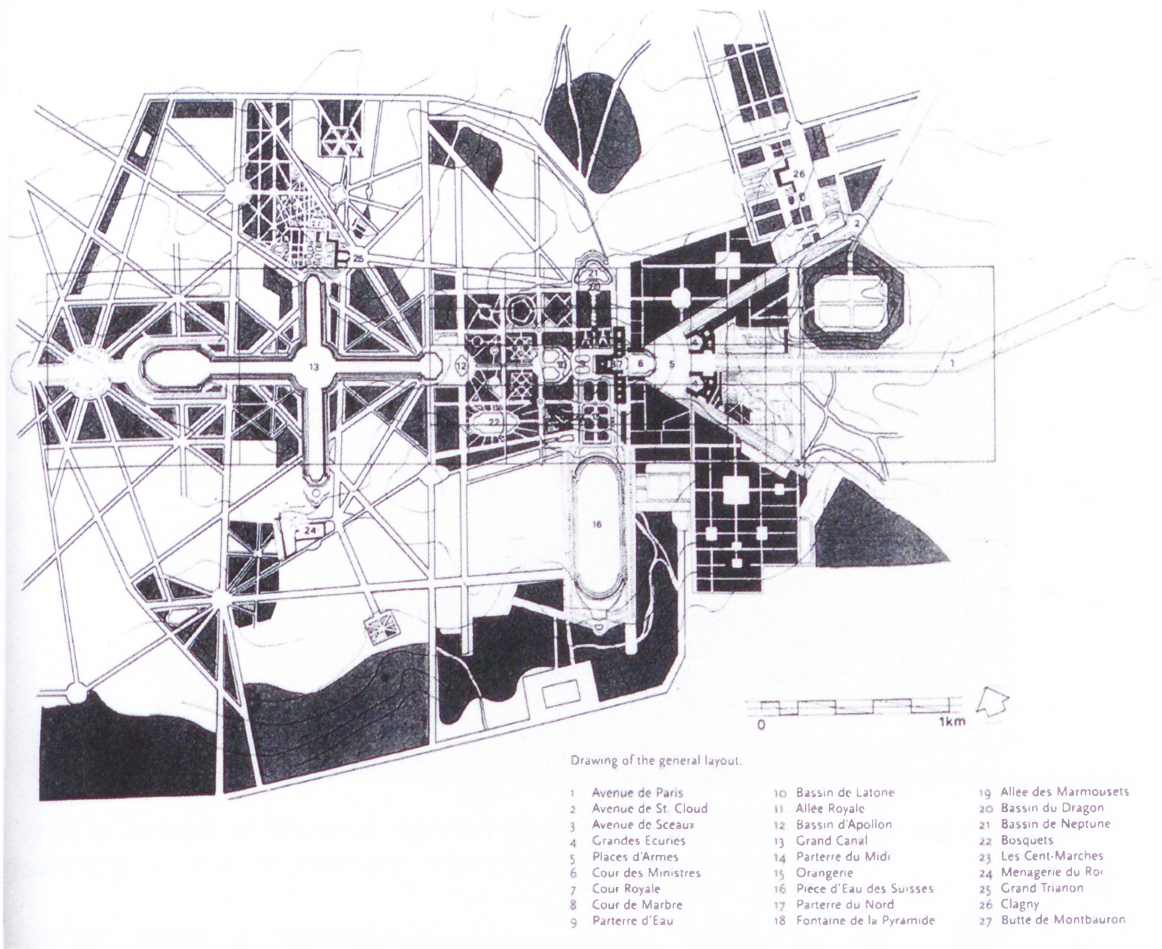 26
2
21
20
25
1
13
12
6
5
22
16
24
0 1km
Drawing of the general layout.
1 Avenue de Paris
2 Avenue de St. Cloud
3 Avenue de Sceaux
4 Grandes Ecuries
5 Places d'Armes
6 Cour des Ministres
7 Cour Royale
8 Cour de Marbre
9 Parterre d'Eau
10 Bassin de Latone
11 Allée Royale
12 Bassin d'Apollon
13 Grand Canal
14 Parterre du Midi
15 Orangerie
16 Piece d'Eau des Suisses
17 Parterre du Nord
18 Fontaine de la Pyramide
19 Allée des Marmousets
20 Bassin du Dragon
21 Bassin de Neptune
22 Bosquets
23 Les Cent-Marches
24 Menagerie du Roi
25 Grand Trianon
26 Clagny
27 Butte de Montbauron